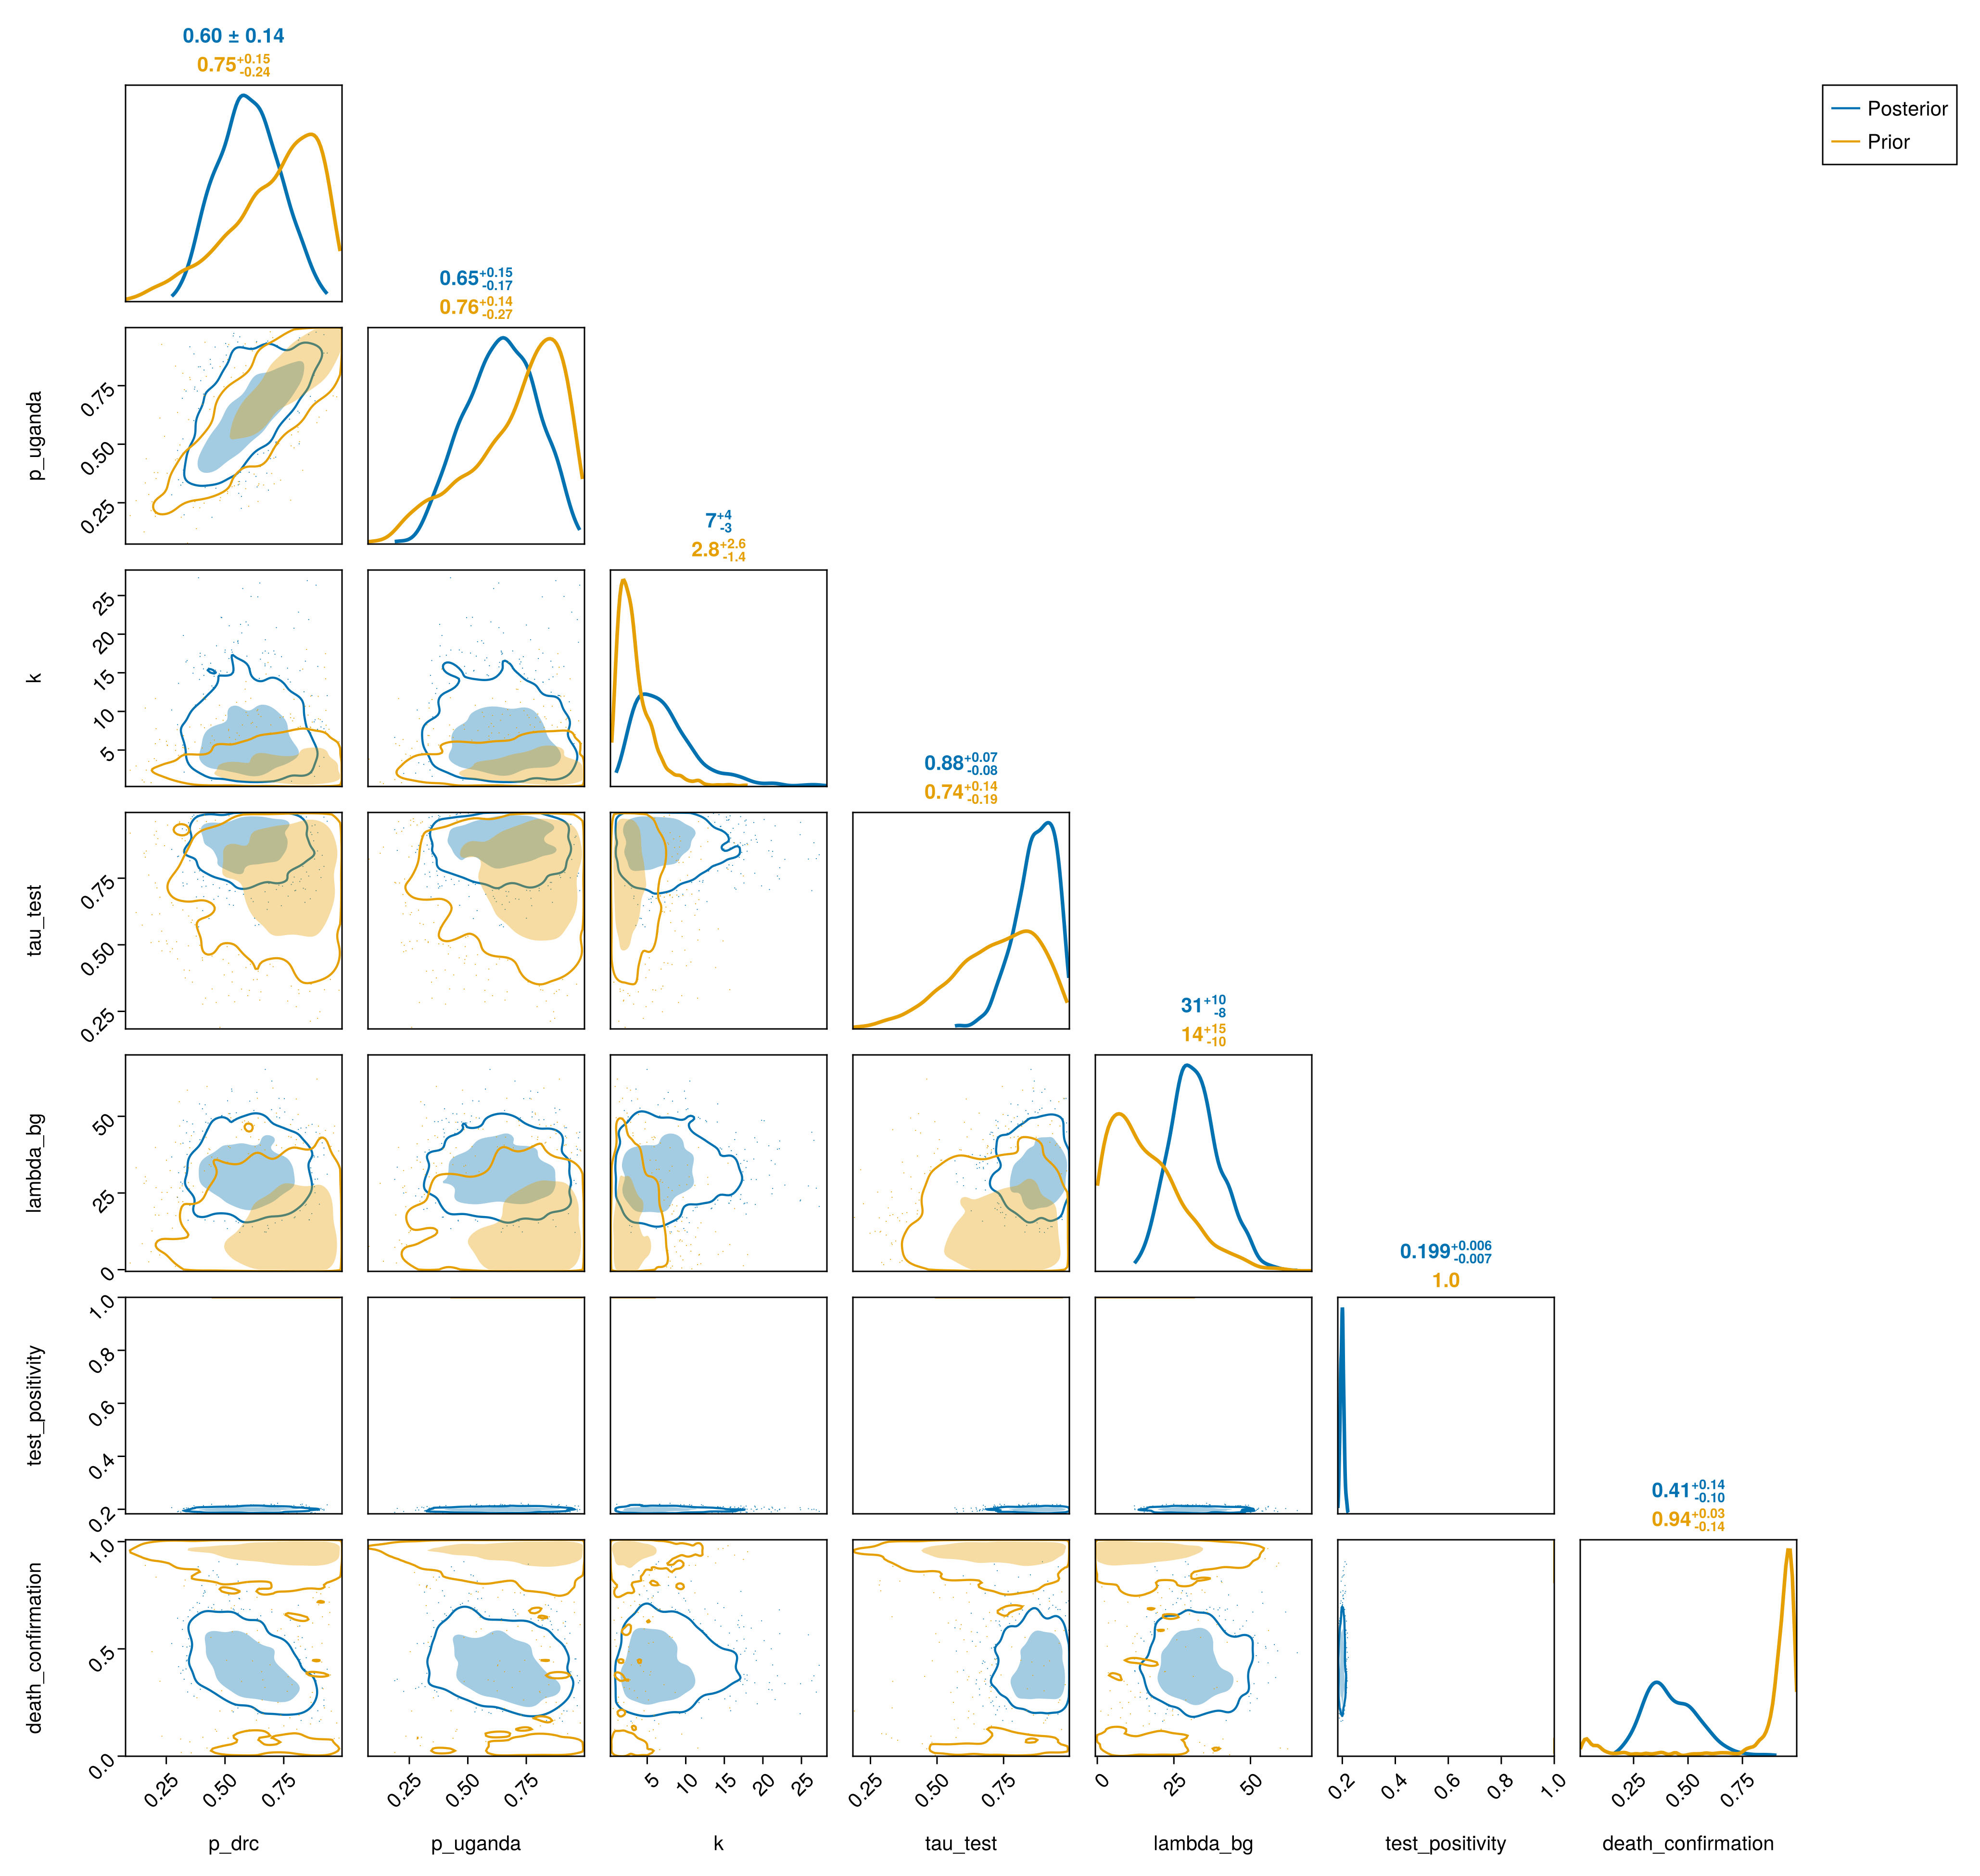 0.60 ± 0.14
0.75 +0.15 -0.24
Posterior
Prior
0.65 +0.15 -0.17
0.76 +0.14 -0.27
p_uganda
0.75
0.50
0.25
7 +4 -3
2.8 +2.6 -1.4
k
25
20
15
10
5
0.88 +0.07 -0.08
0.74 +0.14 -0.19
tau_test
0.75
0.50
0.25
31 +10 -8
14 +15 -10
lambda_bg
50
25
0
0.199 +0.006 -0.007
1.0
test_positivity
1.0
0.8
0.6
0.4
0.2
0.41 +0.14 -0.10
0.94 +0.03 -0.14
death_confirmation
1.0
0.5
0.0
0.25 0.50 0.75 0.25 0.50 0.75 5 10 15 20 25 0.25 0.50 0.75 0 25 50 0.2 0.4 0.6 0.8 1.0 0.25 0.50 0.75
p_drc p_uganda k tau_test lambda_bg test_positivity death_confirmation